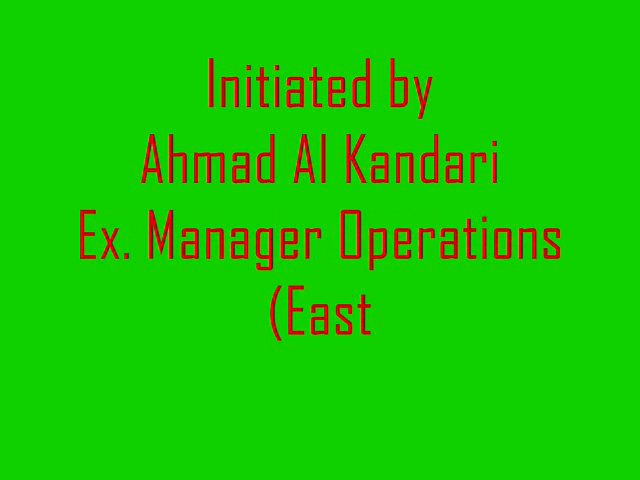 Initiated by
Ahmad Al Kandari
Ex. Manager Operations
(East